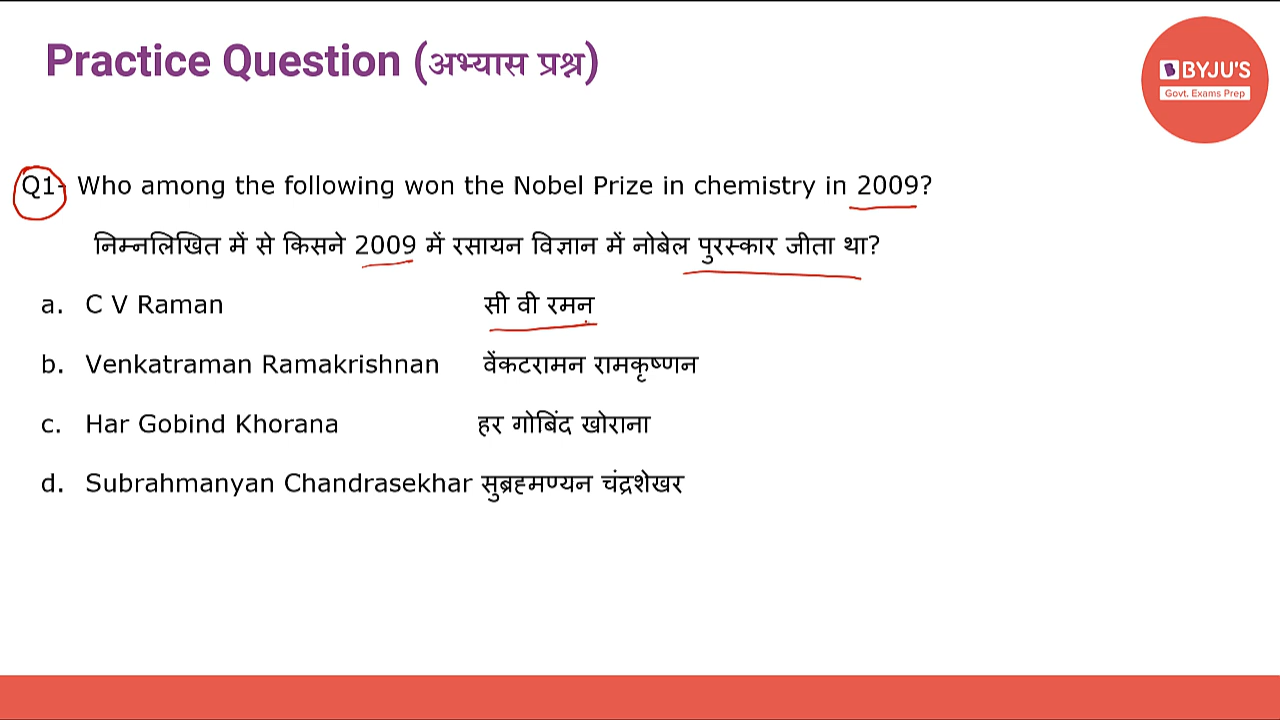 Practice Question (अभ्यास प्रश्न)
BYJU'S
Govt. Exams Prep
Q1- Who among the following won the Nobel Prize in chemistry in 2009?
निम्नलिखित में से किसने 2009 में रसायन विज्ञान में नोबेल पुरस्कार जीता था?
a. C V Raman सी वी रमन
b. Venkatraman Ramakrishnan वेंकटरामन रामकृष्णन
c. Har Gobind Khorana हर गोबिंद खोराना
d. Subrahmanyan Chandrasekhar सुब्रह्मण्यन चंद्रशेखर